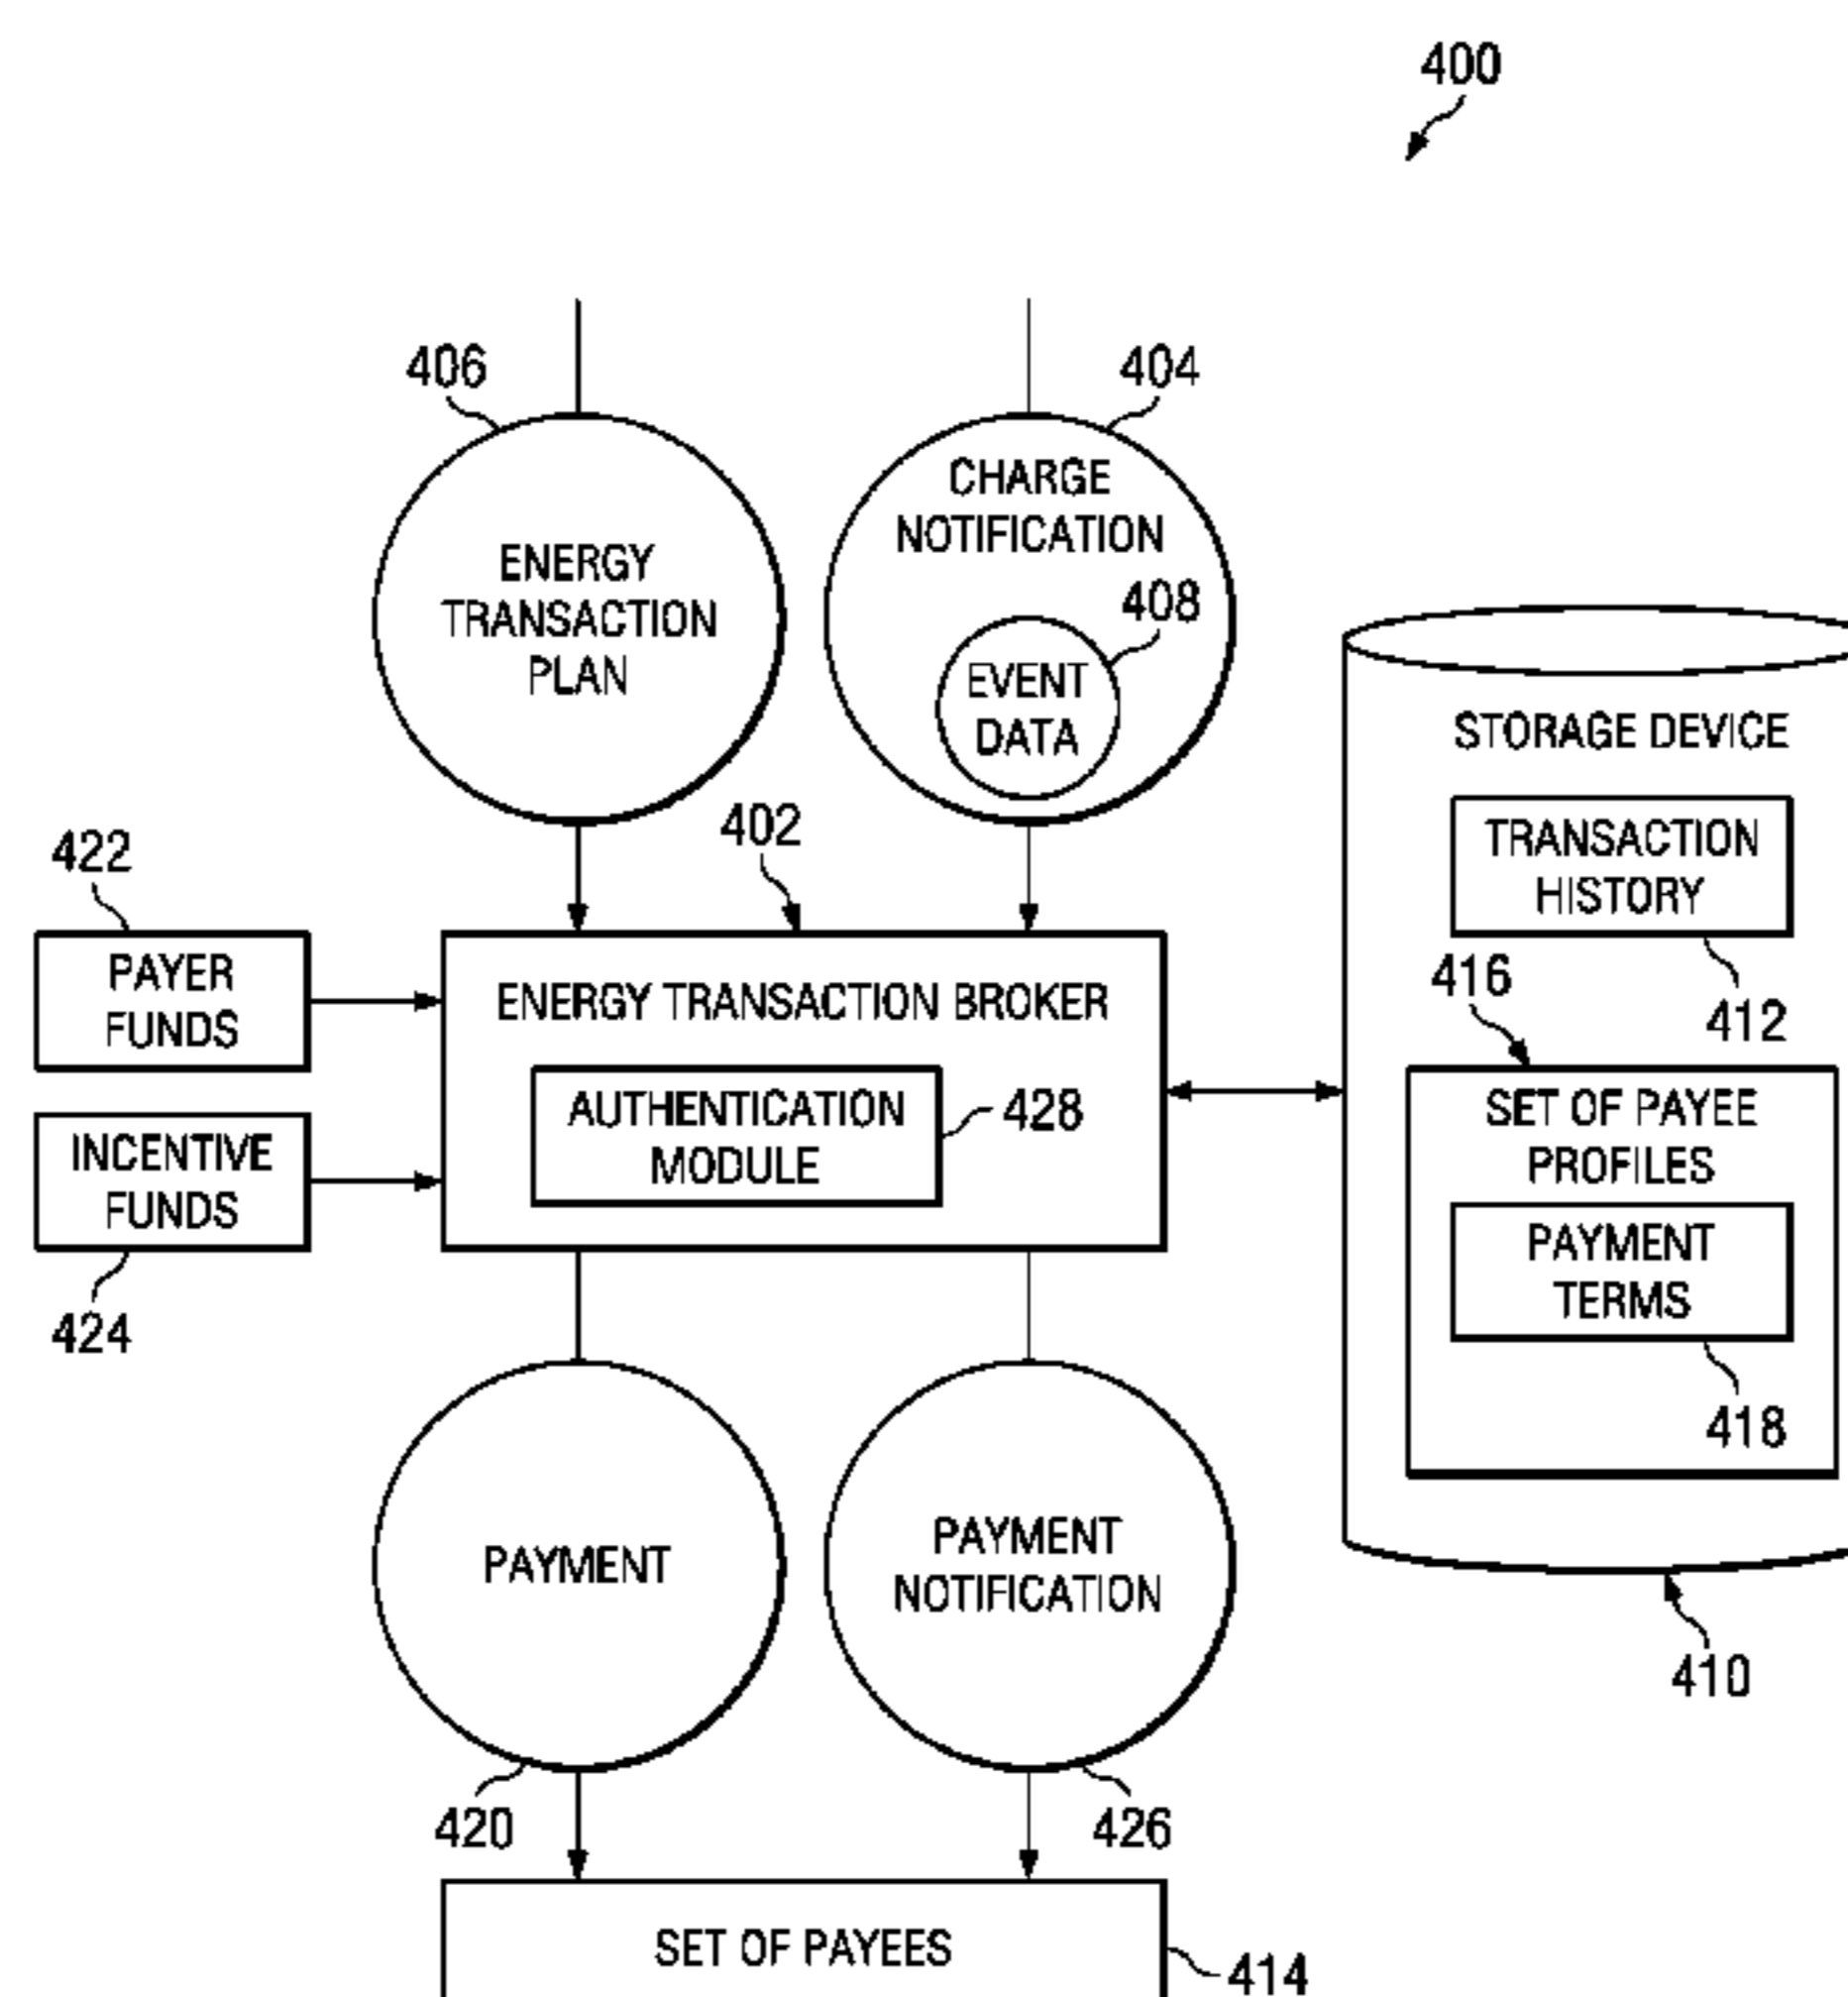 400
406
404
CHARGE
NOTIFICATION
ENERGY
TRANSACTION
PLAN
408
EVENT
DATA
STORAGE DEVICE
402
TRANSACTION
HISTORY
422
PAYER
FUNDS
416
412
ENERGY TRANSACTION BROKER
AUTHENTICATION
MODULE
428
SET OF PAYEE
PROFILES
INCENTIVE
FUNDS
PAYMENT
TERMS
424
418
PAYMENT
PAYMENT
NOTIFICATION
410
420
426
SET OF PAYEES
414